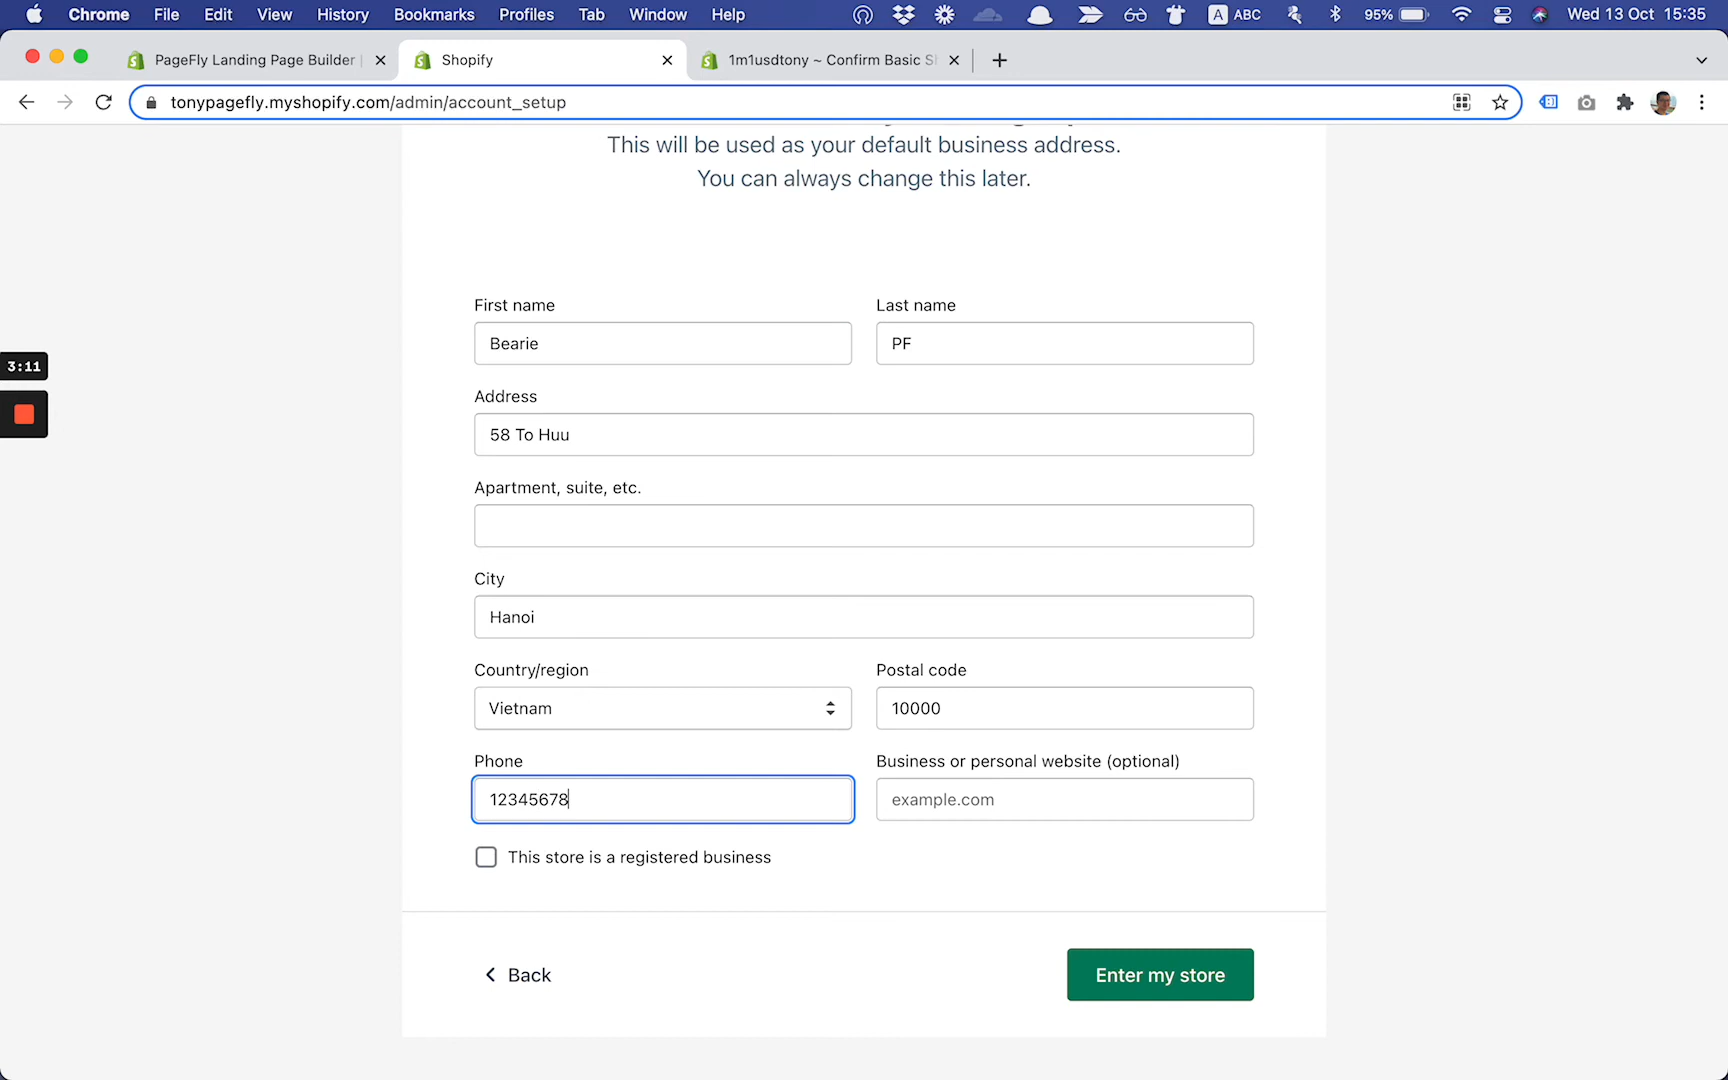 Chrome File Edit View History Bookmarks Profiles Tab Window Help A ABC 95% Wed 13 Oct 15:35
PageFly Landing Page Builder Shopify 1m1usdtony ~ Confirm Basic
tonypagefly.myshopify.com/admin/account_setup
This will be used as your default business address.
You can always change this later.
First name Last name
Bearie PF
3:11
Address
58 To Huu
Apartment, suite, etc.
City
Hanoi
Country/region Postal code
Vietnam 10000
Phone Business or personal website (optional)
12345678 example.com
This store is a registered business
Back Enter my store